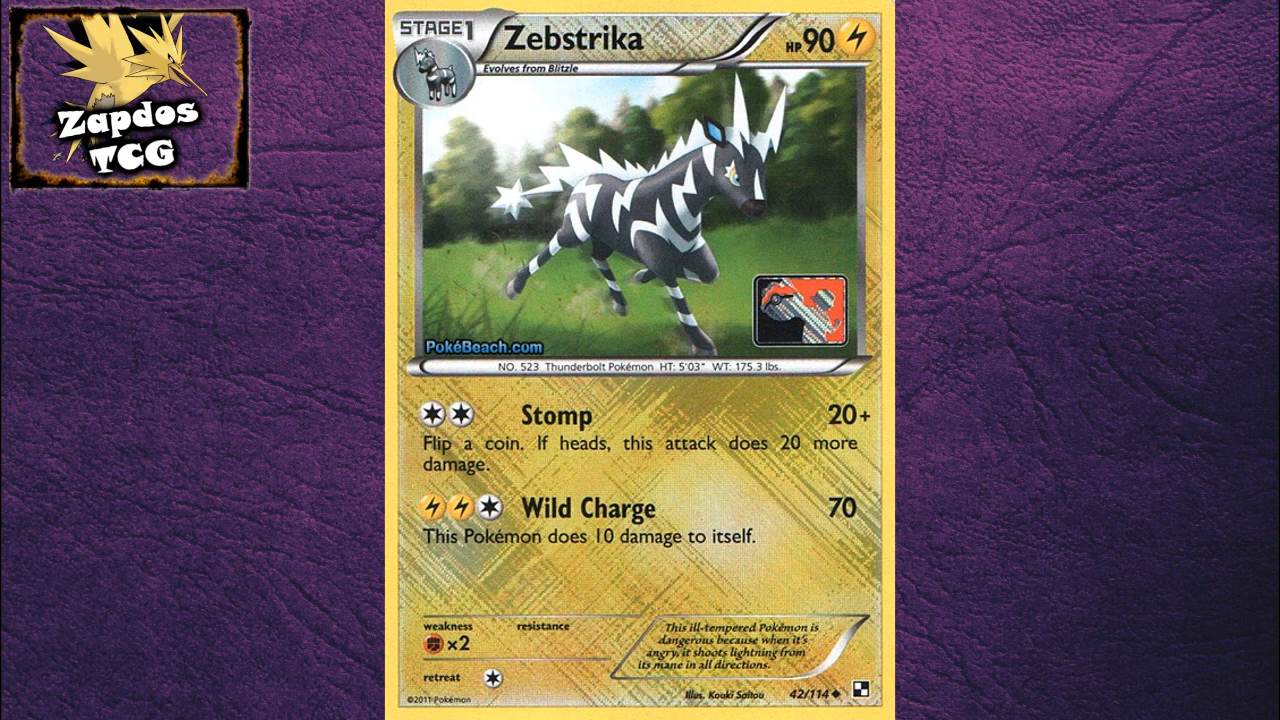 Zapdos
TCG
STAGE1
Zebstrika
HP90
Evolves from Blitzle
PokéBeach.com
NO. 523 Thunderbolt Pokémon HT: 5'03" WT: 175.3 lbs.
Stomp 20+
Flip a coin. If heads, this attack does 20 more
damage.
Wild Charge 70
This Pokémon does 10 damage to itself.
weakness resistance
×2
retreat
This ill-tempered Pokémon is
dangerous because when it's
angry, it shoots lightning from
its mane in all directions.
Illus. Kouki Saitou 42/114
©2011 Pokémon